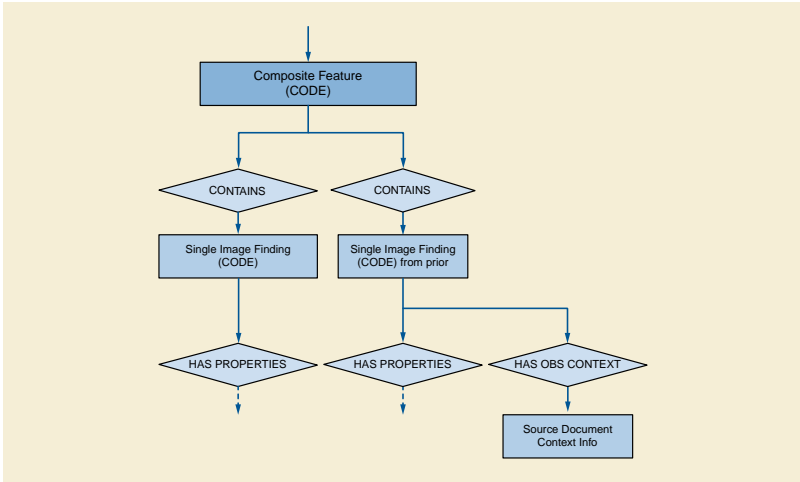 Composite Feature
(CODE)
CONTAINS
CONTAINS
Single Image Finding
(CODE)
Single Image Finding
(CODE) from prior
HAS PROPERTIES
HAS PROPERTIES
HAS OBS CONTEXT
Source Document
Context Info